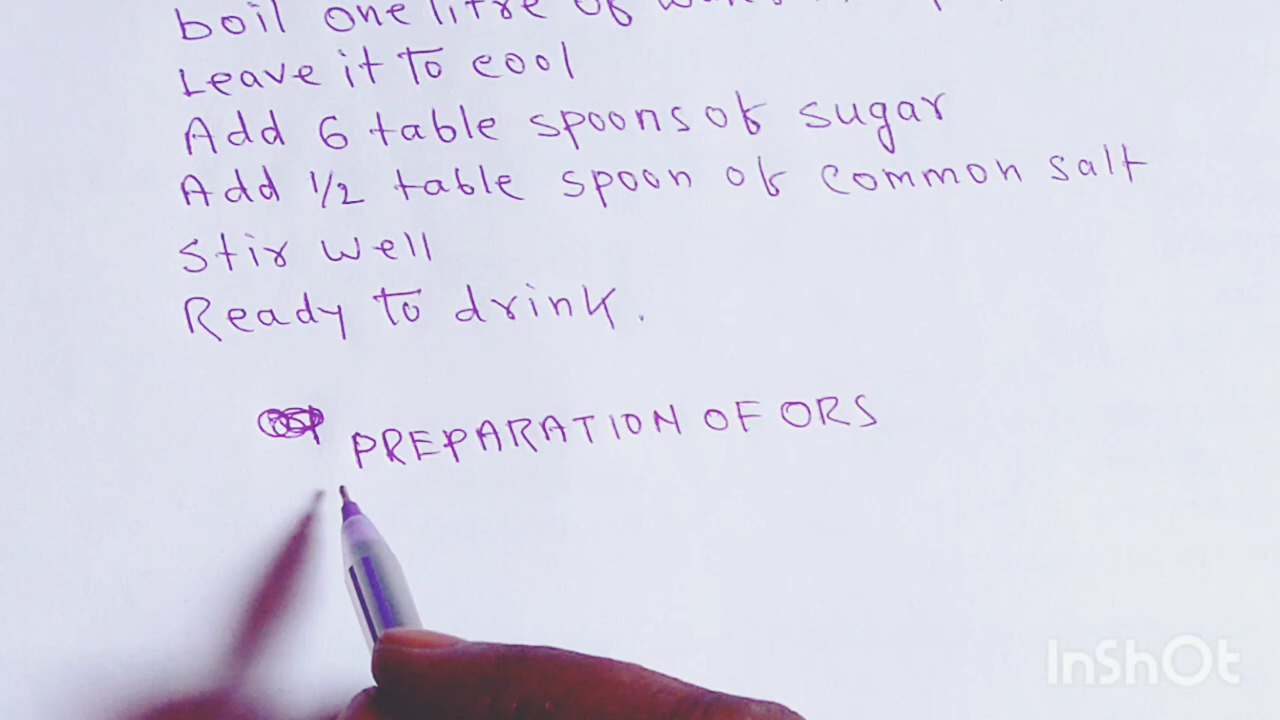 boil one litre of
Leave it to cool
Add 6 table spoons of sugar
Add 1/2 table spoon of common salt
Stir well
Ready to drink.
PREPARATION OF ORS
InShOt